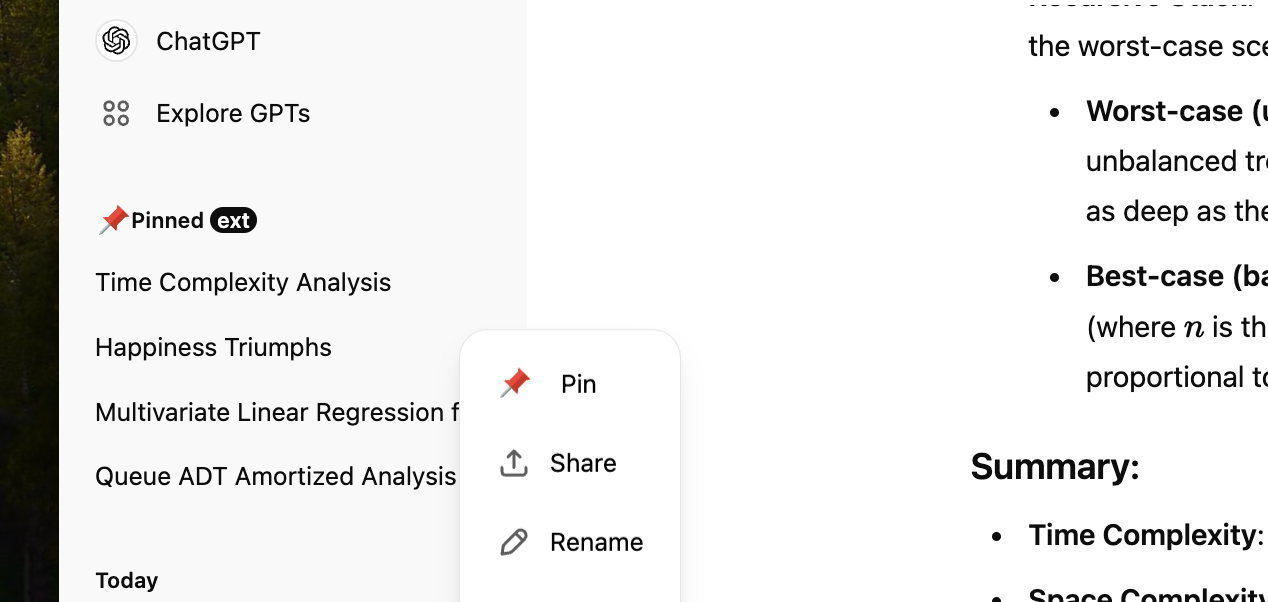 ChatGPT
Explore GPTs
Pinned ext
Time Complexity Analysis
Happiness Triumphs
Multivariate Linear Regression f
Queue ADT Amortized Analysis
Today
Pin
Share
Rename
the worst-case sce
Worst-case (u
unbalanced tre
as deep as the
Best-case (ba
(where n is th
proportional to
Summary:
Time Complexity:
Space Complexity